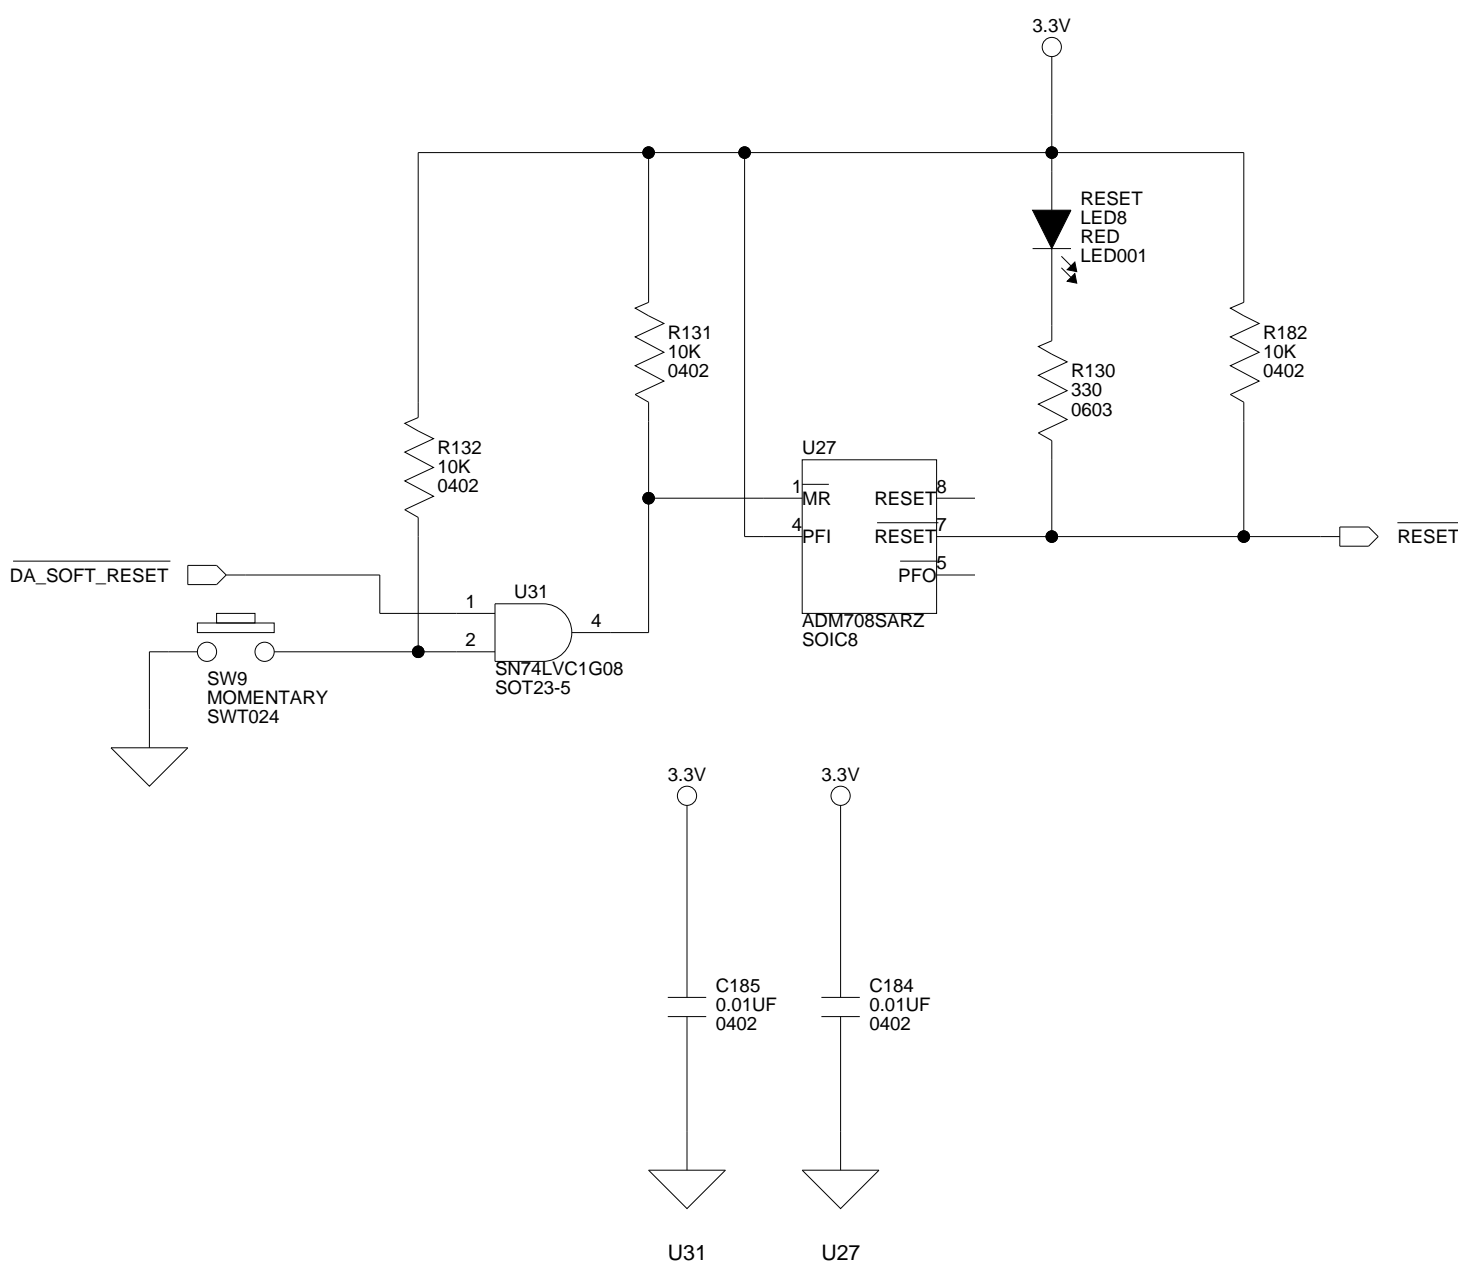 3.3V
RESET
LED8
RED
LED001
R131
10K
0402
R182
10K
0402
R130
330
0603
R132
10K
0402
U27
1
MR
RESET
8
4
PFI
RESET
7
PFO
5
RESET
ADM708SARZ
SOIC8
DA_SOFT_RESET
U31
1
4
2
SN74LVC1G08
SOT23-5
SW9
MOMENTARY
SWT024
3.3V
3.3V
C185
0.01UF
0402
C184
0.01UF
0402
U31
U27